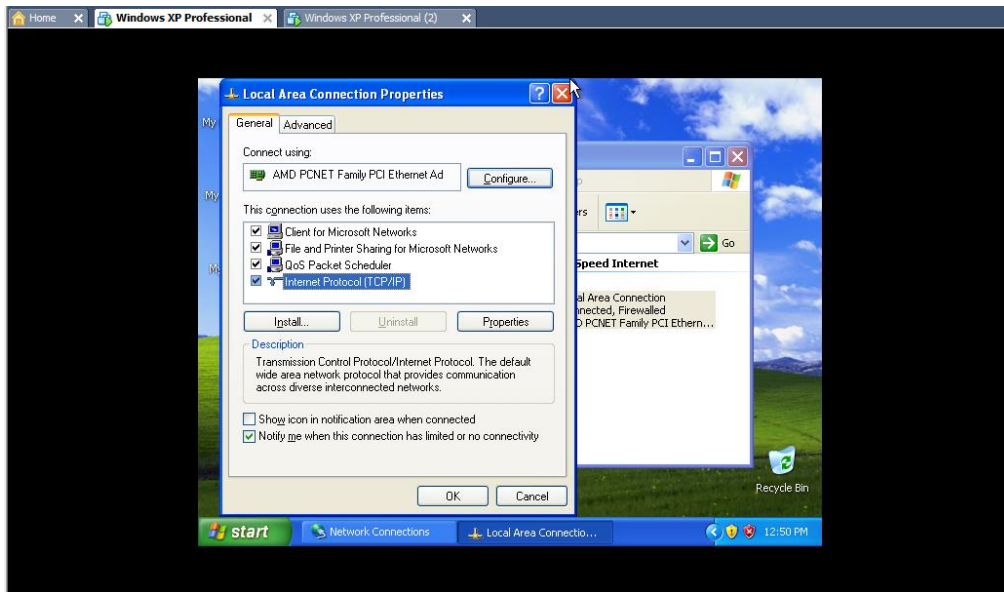 Home
Windows XP Professional
Windows XP Professional (2)
Local Area Connection Properties
General
Advanced
Connect using:
AMD PCNET Family PCI Ethernet Ad
Configure...
This connection uses the following items:
Client for Microsoft Networks
File and Printer Sharing for Microsoft Networks
QoS Packet Scheduler
Internet Protocol (TCP/IP)
Install...
Uninstall
Properties
Description
Transmission Control Protocol/Internet Protocol. The default
wide area network protocol that provides communication
across diverse interconnected networks.
Show icon in notification area when connected
Notify me when this connection has limited or no connectivity
OK
Cancel
My
My
Go
Speed Internet
al Area Connection
nnected, Firewalled
PCNET Family PCI Ethern...
Recycle Bin
start
Network Connections
Local Area Connectio...
12:50 PM